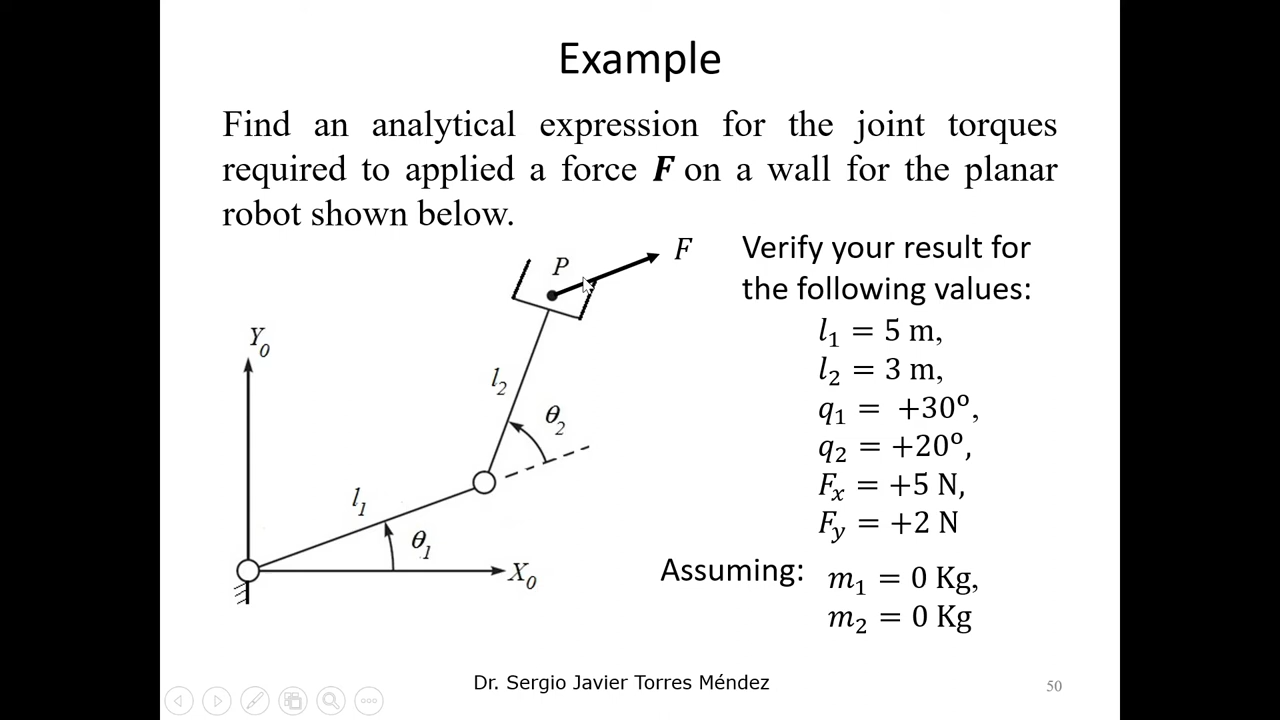 Example
Find an analytical expression for the joint torques
required to applied a force F on a wall for the planar
robot shown below.
F
P
Verify your result for
the following values:
l₁ = 5 m,
l₂ = 3 m,
q₁ = +30º,
q₂ = +20º,
Fₓ = +5 N,
Fᵧ = +2 N
Y₀
l₂
θ₂
l₁
θ₁
X₀
Assuming:
m₁ = 0 Kg,
m₂ = 0 Kg
Dr. Sergio Javier Torres Méndez
50